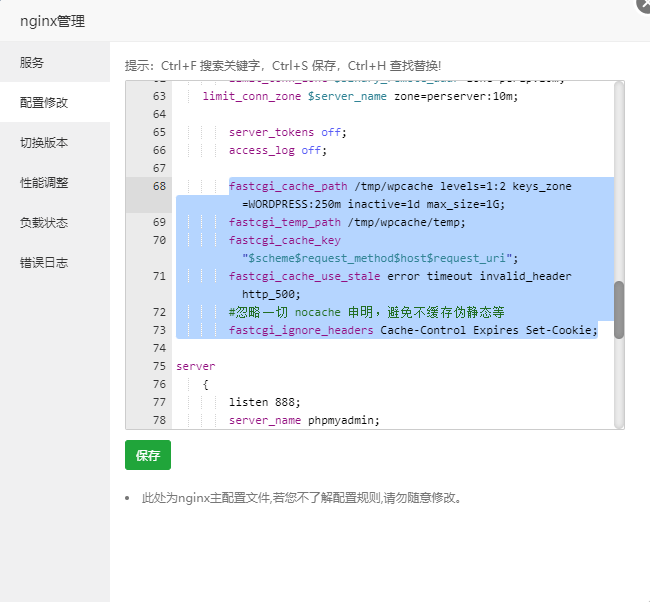 nginx管理
服务
配置修改
切换版本
性能调整
负载状态
错误日志
提示：Ctrl+F 搜索关键字，Ctrl+S 保存，Ctrl+H 查找替换!
63 limit_conn_zone $server_name zone=perserver:10m;
64
65 server_tokens off;
66 access_log off;
67
68 fastcgi_cache_path /tmp/wpcache levels=1:2 keys_zone
=WORDPRESS:250m inactive=1d max_size=1G;
69 fastcgi_temp_path /tmp/wpcache/temp;
70 fastcgi_cache_key
"$scheme$request_method$host$request_uri";
71 fastcgi_cache_use_stale error timeout invalid_header
http_500;
72 #忽略一切 nocache 申明，避免不缓存伪静态等
73 fastcgi_ignore_headers Cache-Control Expires Set-Cookie;
74
75 server
76 {
77 listen 888;
78 server_name phpmyadmin;
保存
• 此处为nginx主配置文件,若您不了解配置规则,请勿随意修改。